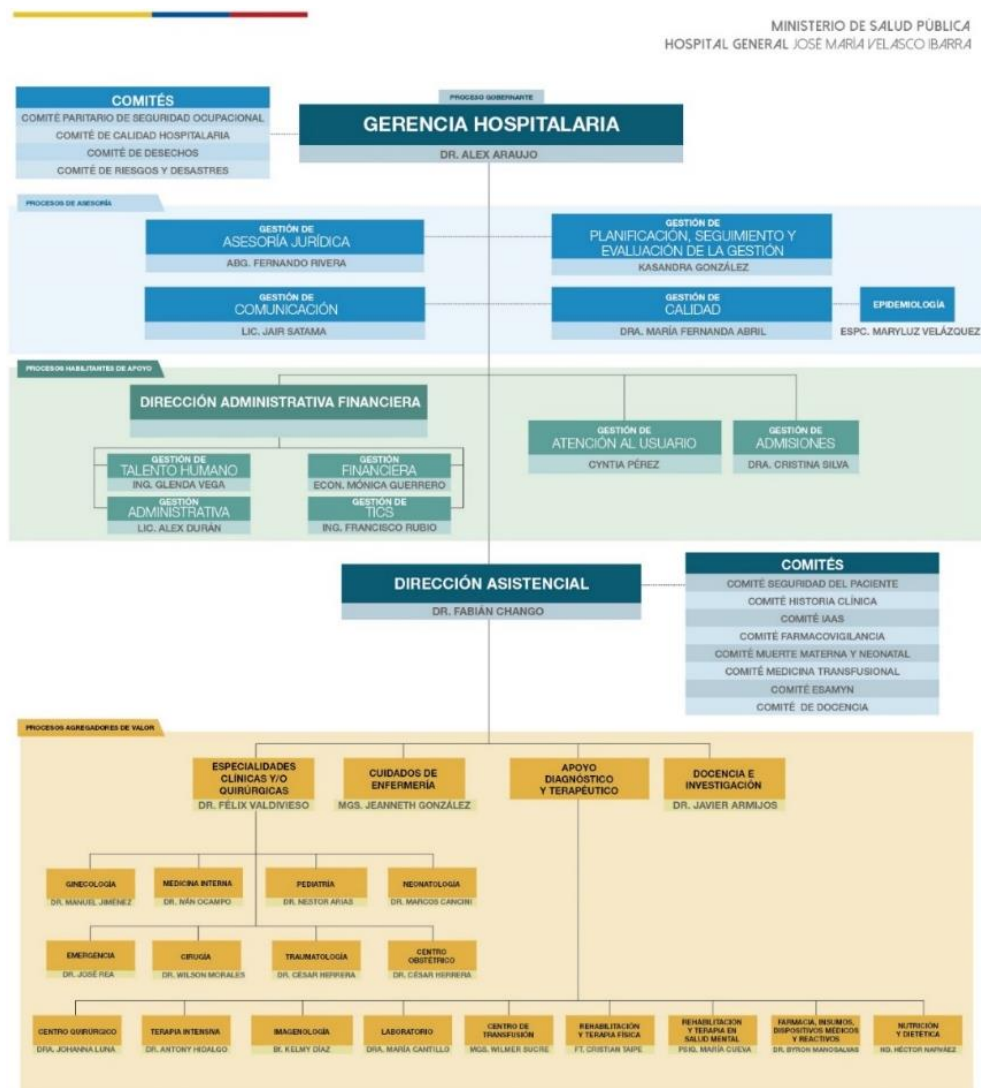 MINISTERIO DE SALUD PÚBLICA
HOSPITAL GENERAL JOSÉ MARÍA VELASCO IBARRA
COMITÉS
COMITÉ PARITARIO DE SEGURIDAD OCUPACIONAL
COMITÉ DE CALIDAD HOSPITALARIA
COMITÉ DE DESECHOS
COMITÉ DE RIESGOS Y DESASTRES
PROCESO GOBERNANTE
GERENCIA HOSPITALARIA
DR. ALEX ARAUJO
PROCESOS DE ASESORÍA
GESTIÓN DE
ASESORÍA JURÍDICA
ABG. FERNANDO RIVERA
GESTIÓN DE
PLANIFICACIÓN, SEGUIMIENTO Y
EVALUACIÓN DE LA GESTIÓN
KASANDRA GONZÁLEZ
GESTIÓN DE
COMUNICACIÓN
LIC. JAIR SATAMA
GESTIÓN DE
CALIDAD
DRA. MARÍA FERNANDA ABRIL
EPIDEMIOLOGÍA
ESPC. MARYLUZ VELÁZQUEZ
PROCESOS HABILITANTES DE APOYO
DIRECCIÓN ADMINISTRATIVA FINANCIERA
GESTIÓN DE
ATENCIÓN AL USUARIO
CYNTIA PÉREZ
GESTIÓN DE
ADMISIONES
DRA. CRISTINA SILVA
GESTIÓN DE
TALENTO HUMANO
ING. GLENDA VEGA
GESTIÓN
FINANCIERA
ECON. MÓNICA GUERRERO
GESTIÓN
ADMINISTRATIVA
LIC. ALEX DURÁN
GESTIÓN DE
TICS
ING. FRANCISCO RUBIO
DIRECCIÓN ASISTENCIAL
DR. FABIÁN CHANGO
COMITÉS
COMITÉ SEGURIDAD DEL PACIENTE
COMITÉ HISTORIA CLÍNICA
COMITÉ IAAS
COMITÉ FARMACOVIGILANCIA
COMITÉ MUERTE MATERNA Y NEONATAL
COMITÉ MEDICINA TRANSFUSIONAL
COMITÉ ESAMYN
COMITÉ DE DOCENCIA
PROCESOS AGREGADORES DE VALOR
ESPECIALIDADES
CLÍNICAS Y/O
QUIRÚRGICAS
DR. FÉLIX VALDIVIESO
CUIDADOS DE
ENFERMERÍA
MGS. JEANNETH GONZÁLEZ
APOYO
DIAGNÓSTICO
Y TERAPÉUTICO
DOCENCIA E
INVESTIGACIÓN
DR. JAVIER ARMIJOS
GINECOLOGÍA
DR. MANUEL JIMÉNEZ
MEDICINA INTERNA
DR. IVÁN OCAMPO
PEDIATRÍA
DR. NESTOR ARIAS
NEONATOLOGÍA
DR. MARCOS CANCINI
EMERGENCIA
DR. JOSÉ REA
CIRUGÍA
DR. WILSON MORALES
TRAUMATOLOGÍA
DR. CÉSAR HERRERA
CENTRO
OBSTÉTRICO
DR. CÉSAR HERRERA
CENTRO QUIRÚRGICO
DRA. JOHANNA LUNA
TERAPIA INTENSIVA
DR. ANTONY HIDALGO
IMAGENOLOGÍA
KELMY DÍAZ
LABORATORIO
DRA. MARÍA CANTILLO
CENTRO DE
TRANSFUSIÓN
MGS. WILMER SUCRE
REHABILITACIÓN
Y TERAPIA FÍSICA
FT. CRISTIAN TAIPE
REHABILITACION
Y TERAPIA EN
SALUD MENTAL
PSIG. MARÍA CUEVA
FARMACIA, INSUMOS,
DISPOSITIVOS MÉDICOS
Y REACTIVOS
DR. BYRON MANOSALVAS
NUTRICIÓN
Y DIETÉTICA
HÉCTOR NARVÁEZ